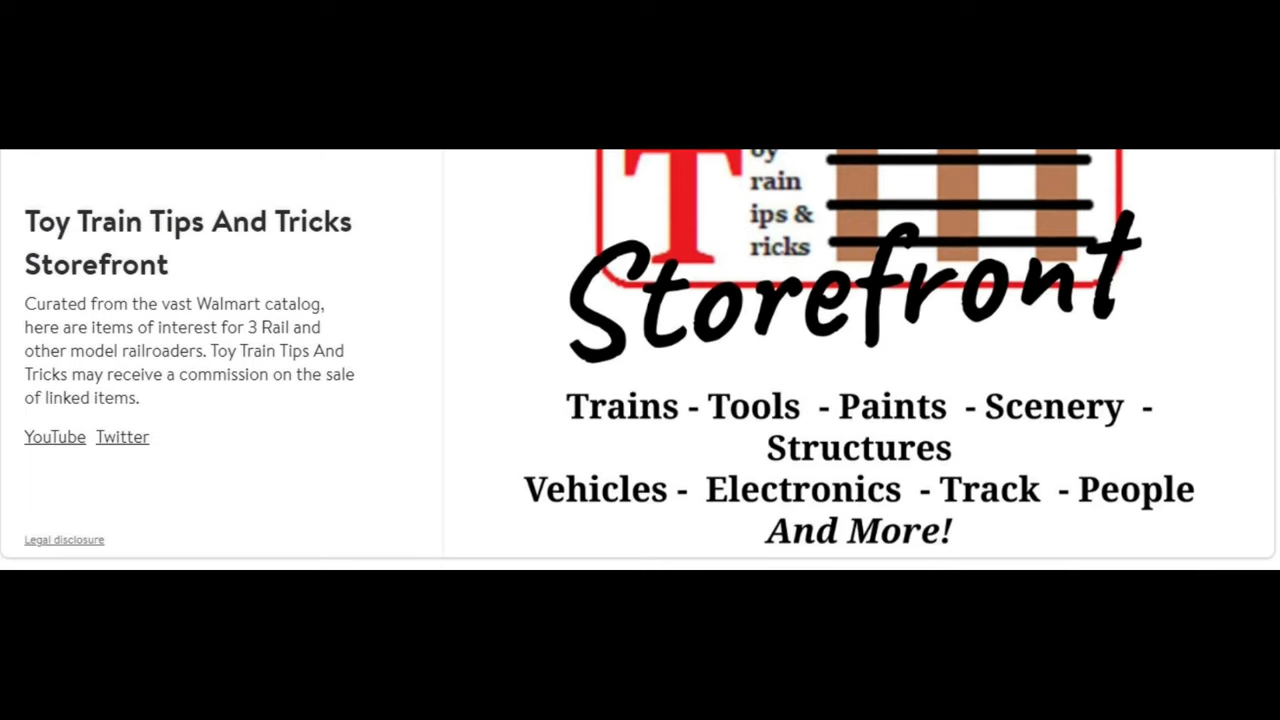 Toy Train Tips And Tricks
Storefront
Curated from the vast Walmart catalog,
here are items of interest for 3 Rail and
other model railroaders. Toy Train Tips And
Tricks may receive a commission on the sale
of linked items.
YouTube Twitter
Legal disclosure
T
oy
rain
ips &
ricks
Storefront
Trains - Tools - Paints - Scenery -
Structures
Vehicles - Electronics - Track - People
And More!